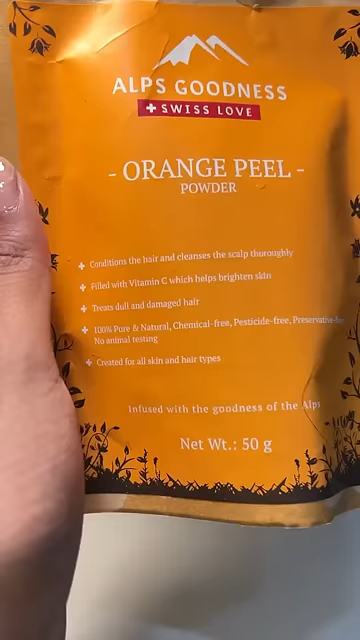 ALPS GOODNESS
SWISS LOVE
- ORANGE PEEL -
POWDER
Conditions the hair and cleanses the scalp thoroughly
Filled with Vitamin C which helps brighten skin
Treats dull and damaged hair
100% Pure & Natural, Chemical-free, Pesticide-free, Preservative-free
No animal testing
Created for all skin and hair types
Infused with the goodness of the Alps
Net Wt.: 50 g